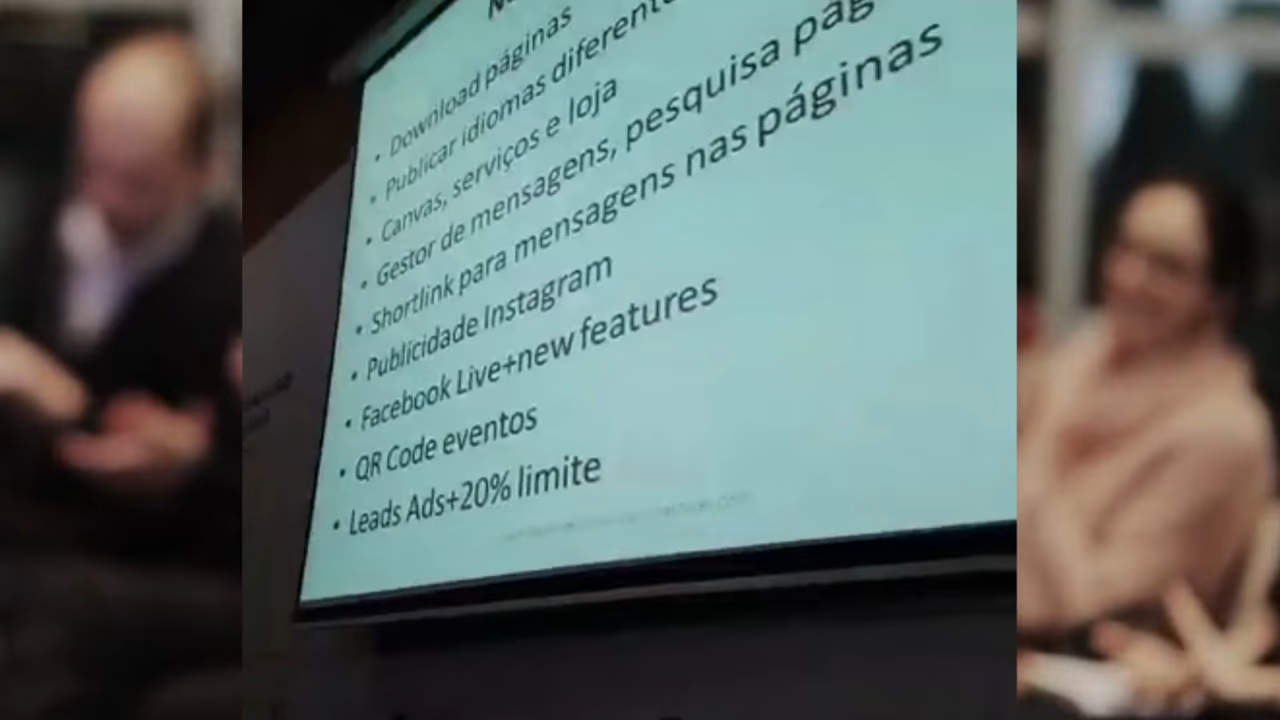 • Download páginas
• Publicar idiomas
• Canvas, serviços e loja
• Gestor de mensagens, pesquisa
• Shortlink para mensagens nas páginas
• Publicidade Instagram
• Facebook Live+new features
• QR Code eventos
• Leads Ads+20% limite